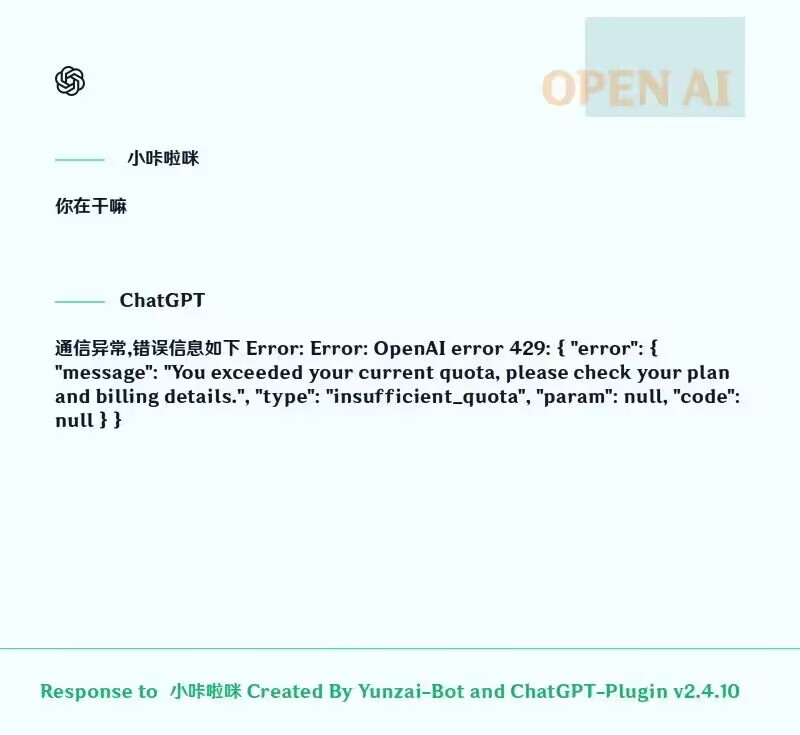 OPEN AI
小咔啦咪
你在干嘛
ChatGPT
通信异常,错误信息如下 Error: Error: OpenAI error 429: { "error": {
"message": "You exceeded your current quota, please check your plan
and billing details.", "type": "insufficient_quota", "param": null, "code":
null } }
Response to 小咔啦咪 Created By Yunzai-Bot and ChatGPT-Plugin v2.4.10